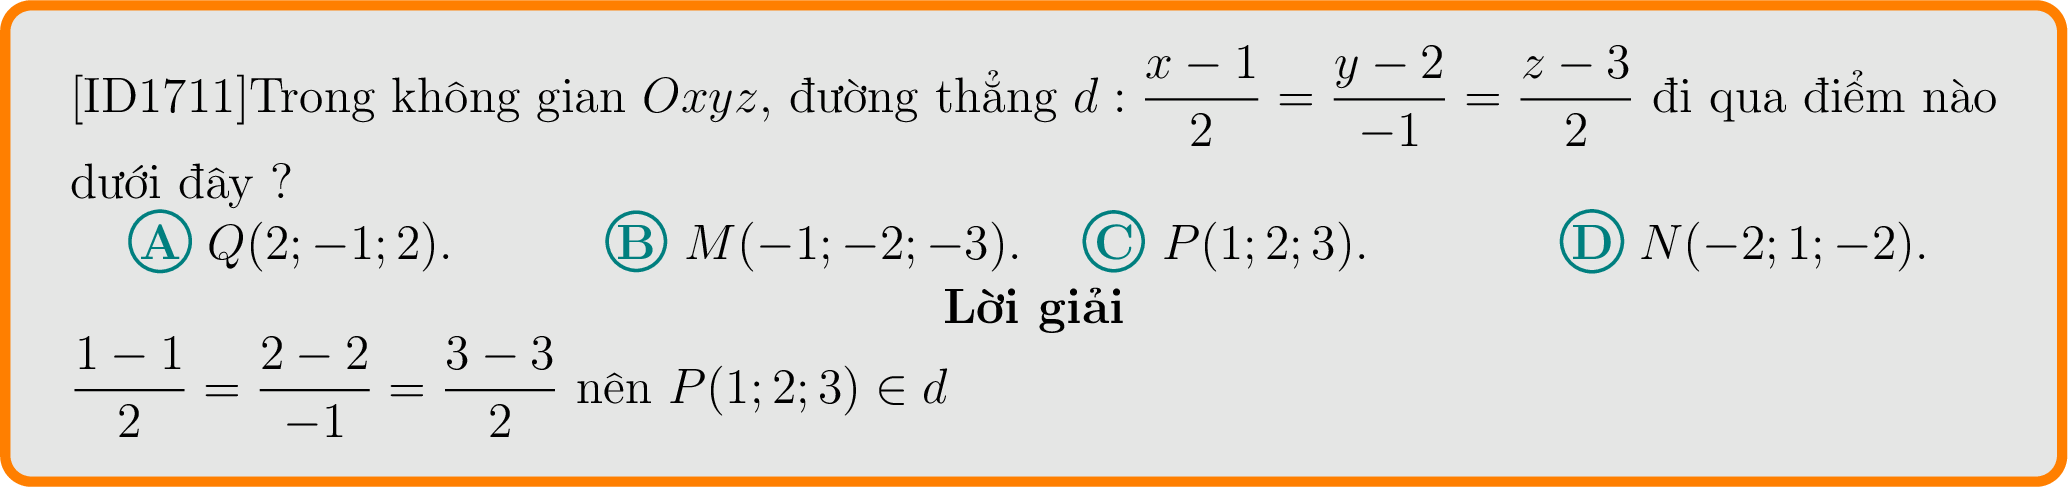 [ID1711]Trong không gian Oxyz, đường thẳng d : \frac{x − 1}{2} = \frac{y − 2}{−1} = \frac{z − 3}{2} đi qua điểm nào
dưới đây ?
A Q(2; −1; 2). B M(−1; −2; −3). C P(1; 2; 3). D N(−2; 1; −2).
Lời giải
\frac{1 − 1}{2} = \frac{2 − 2}{−1} = \frac{3 − 3}{2} nên P(1; 2; 3) ∈ d